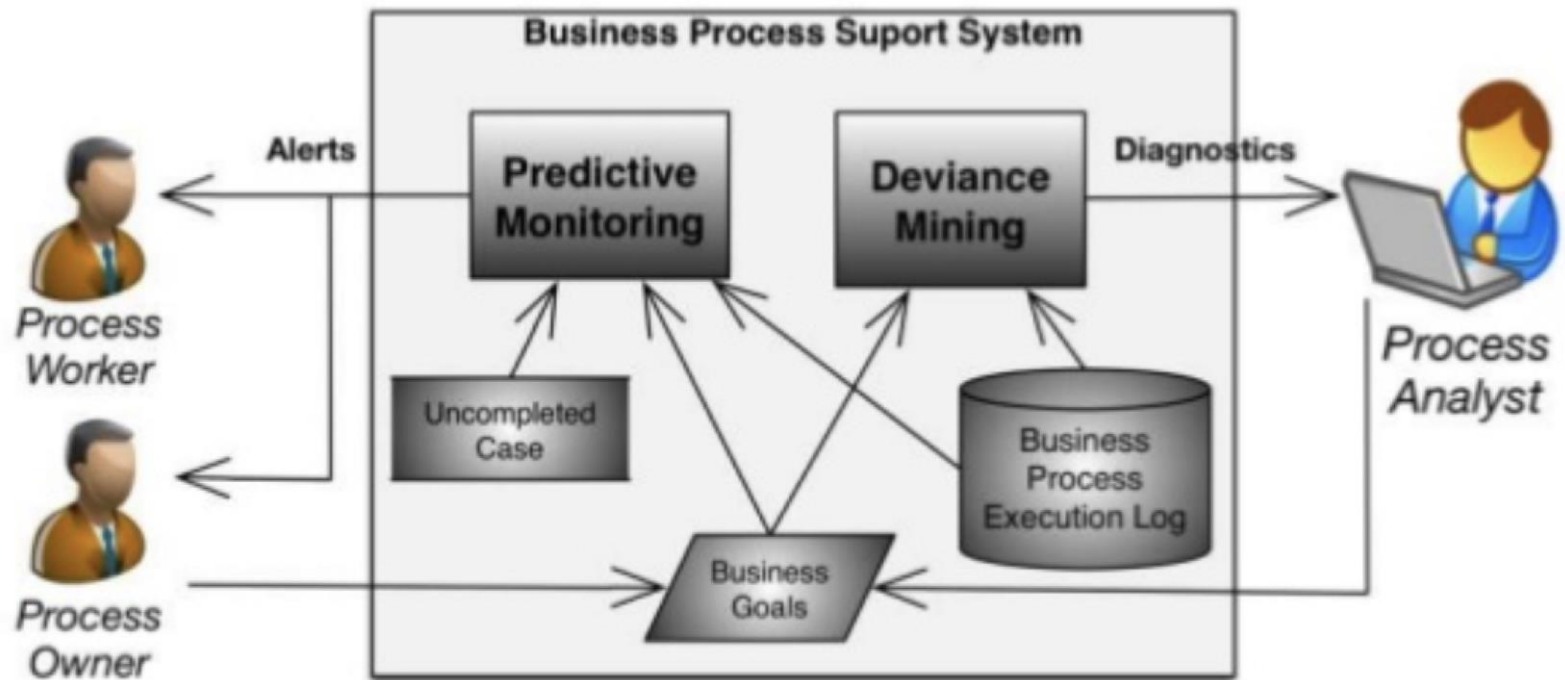 Business Process Suport System
Alerts
Predictive
Monitoring
Deviance
Mining
Diagnostics
Process
Worker
Process
Analyst
Uncompleted
Case
Business
Process
Execution Log
Business
Goals
Process
Owner